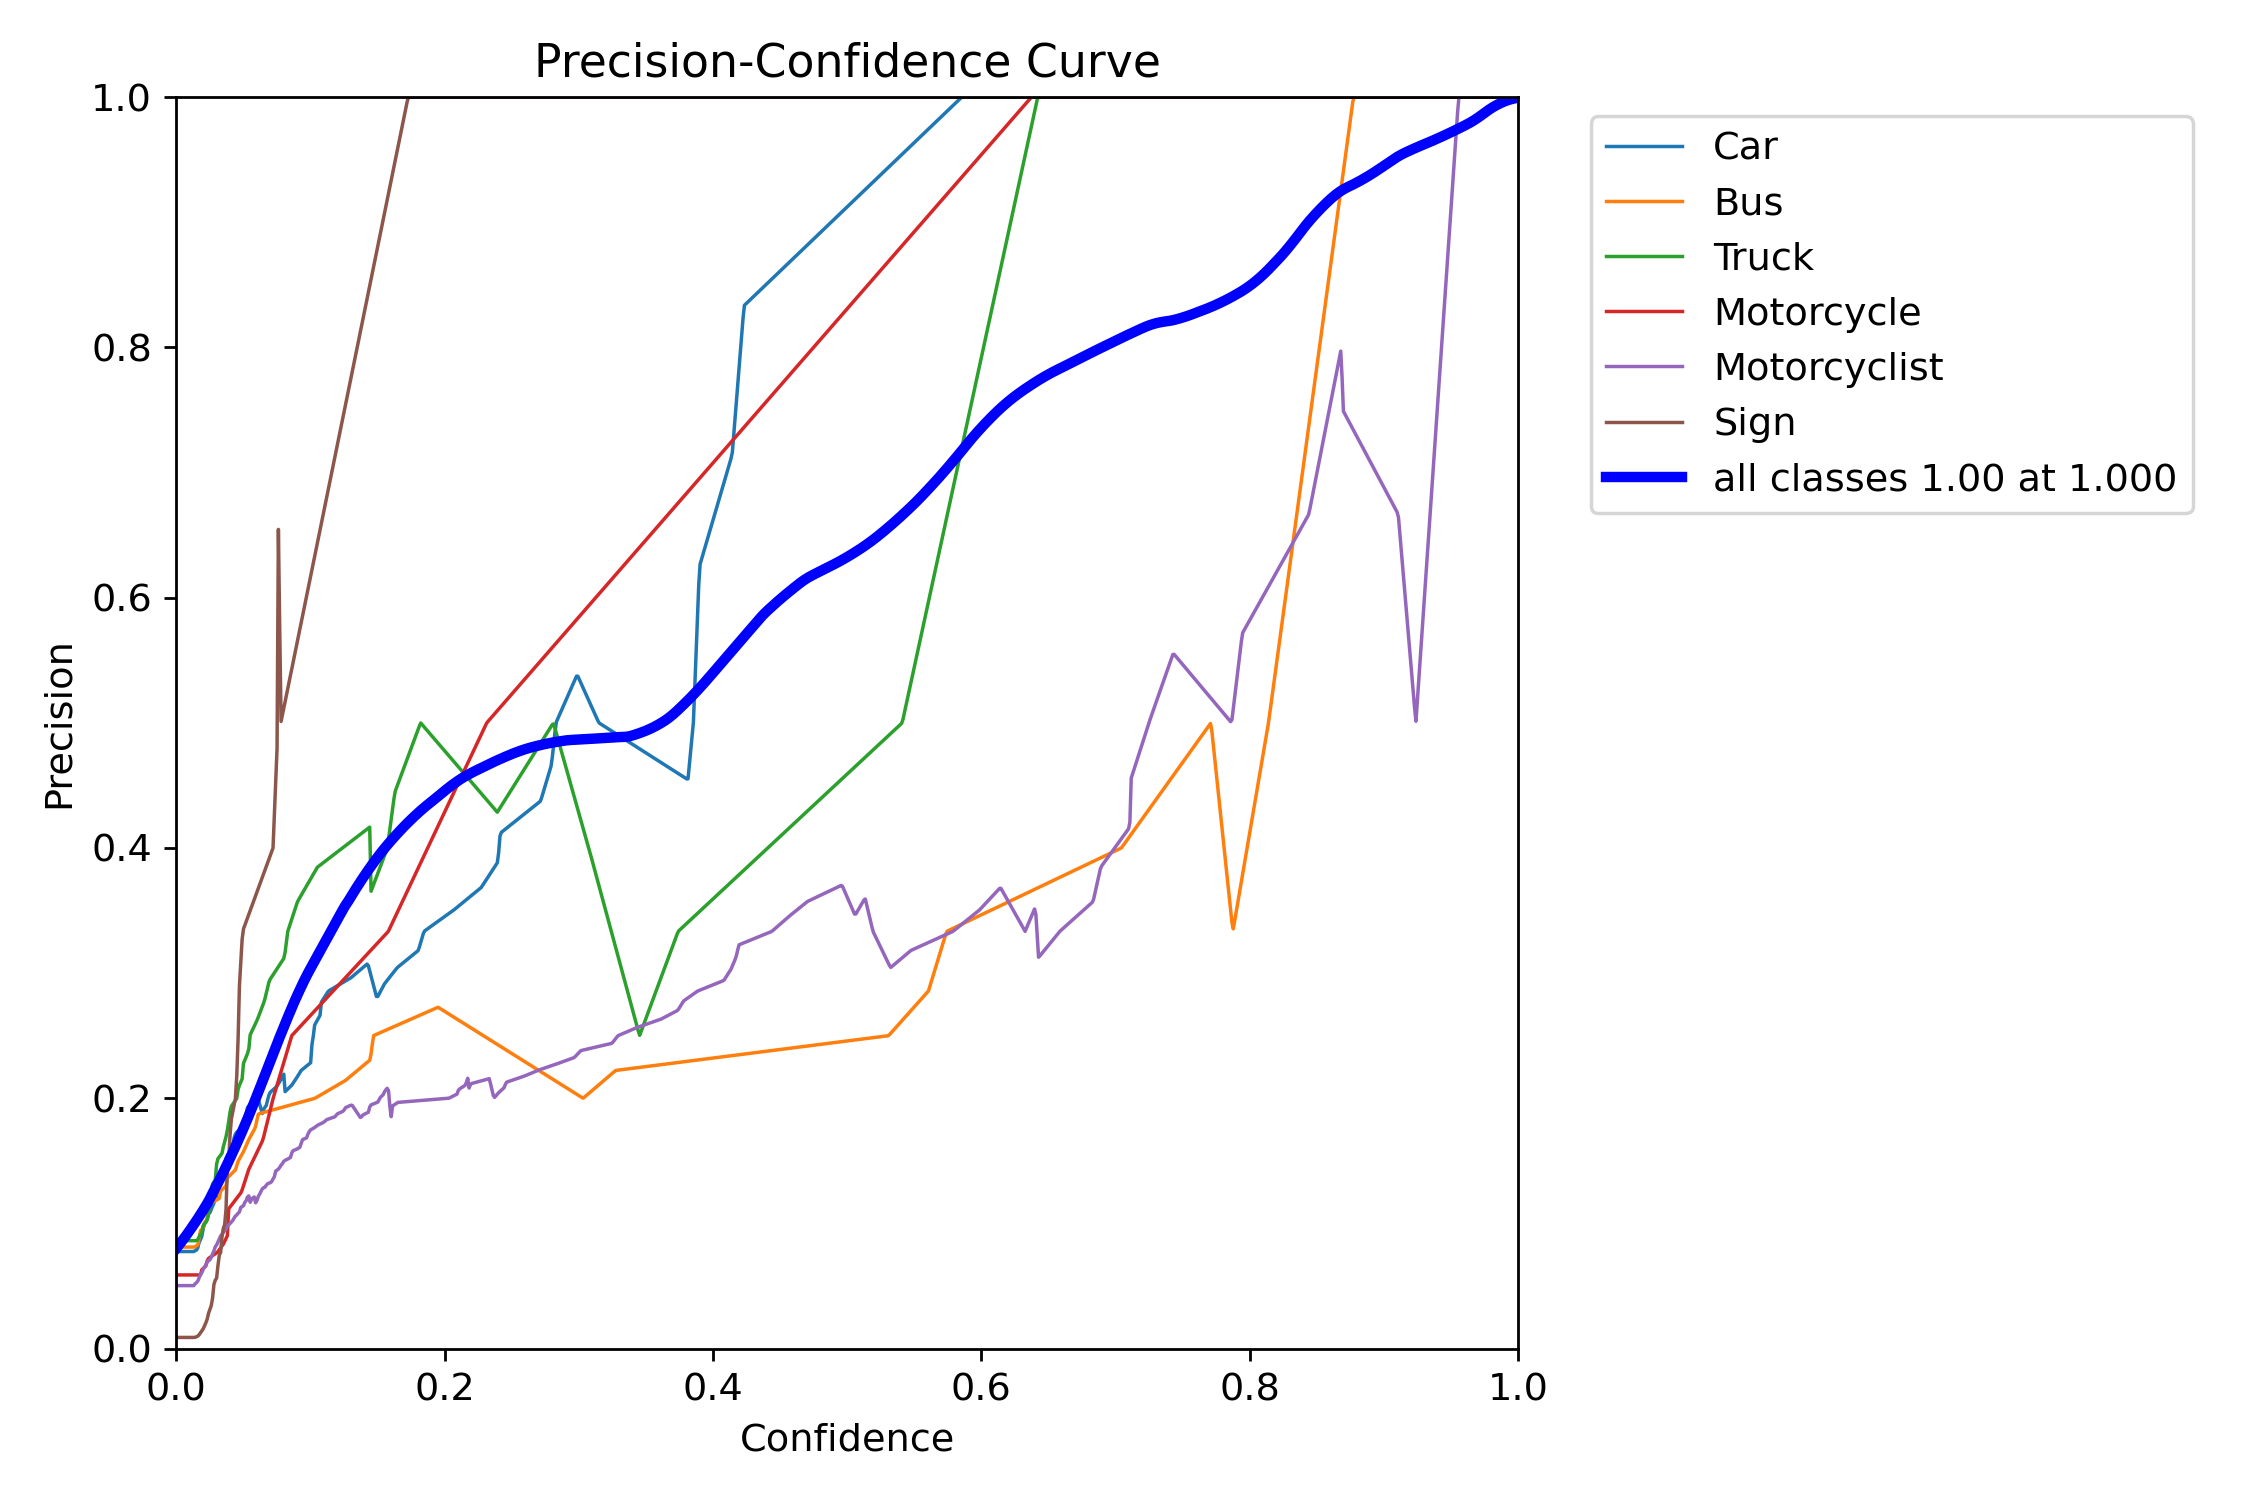 Precision-Confidence Curve
1.0
0.8
0.6
0.4
0.2
0.0
Precision
0.0 0.2 0.4 0.6 0.8 1.0
Confidence
Car
Bus
Truck
Motorcycle
Motorcyclist
Sign
all classes 1.00 at 1.000